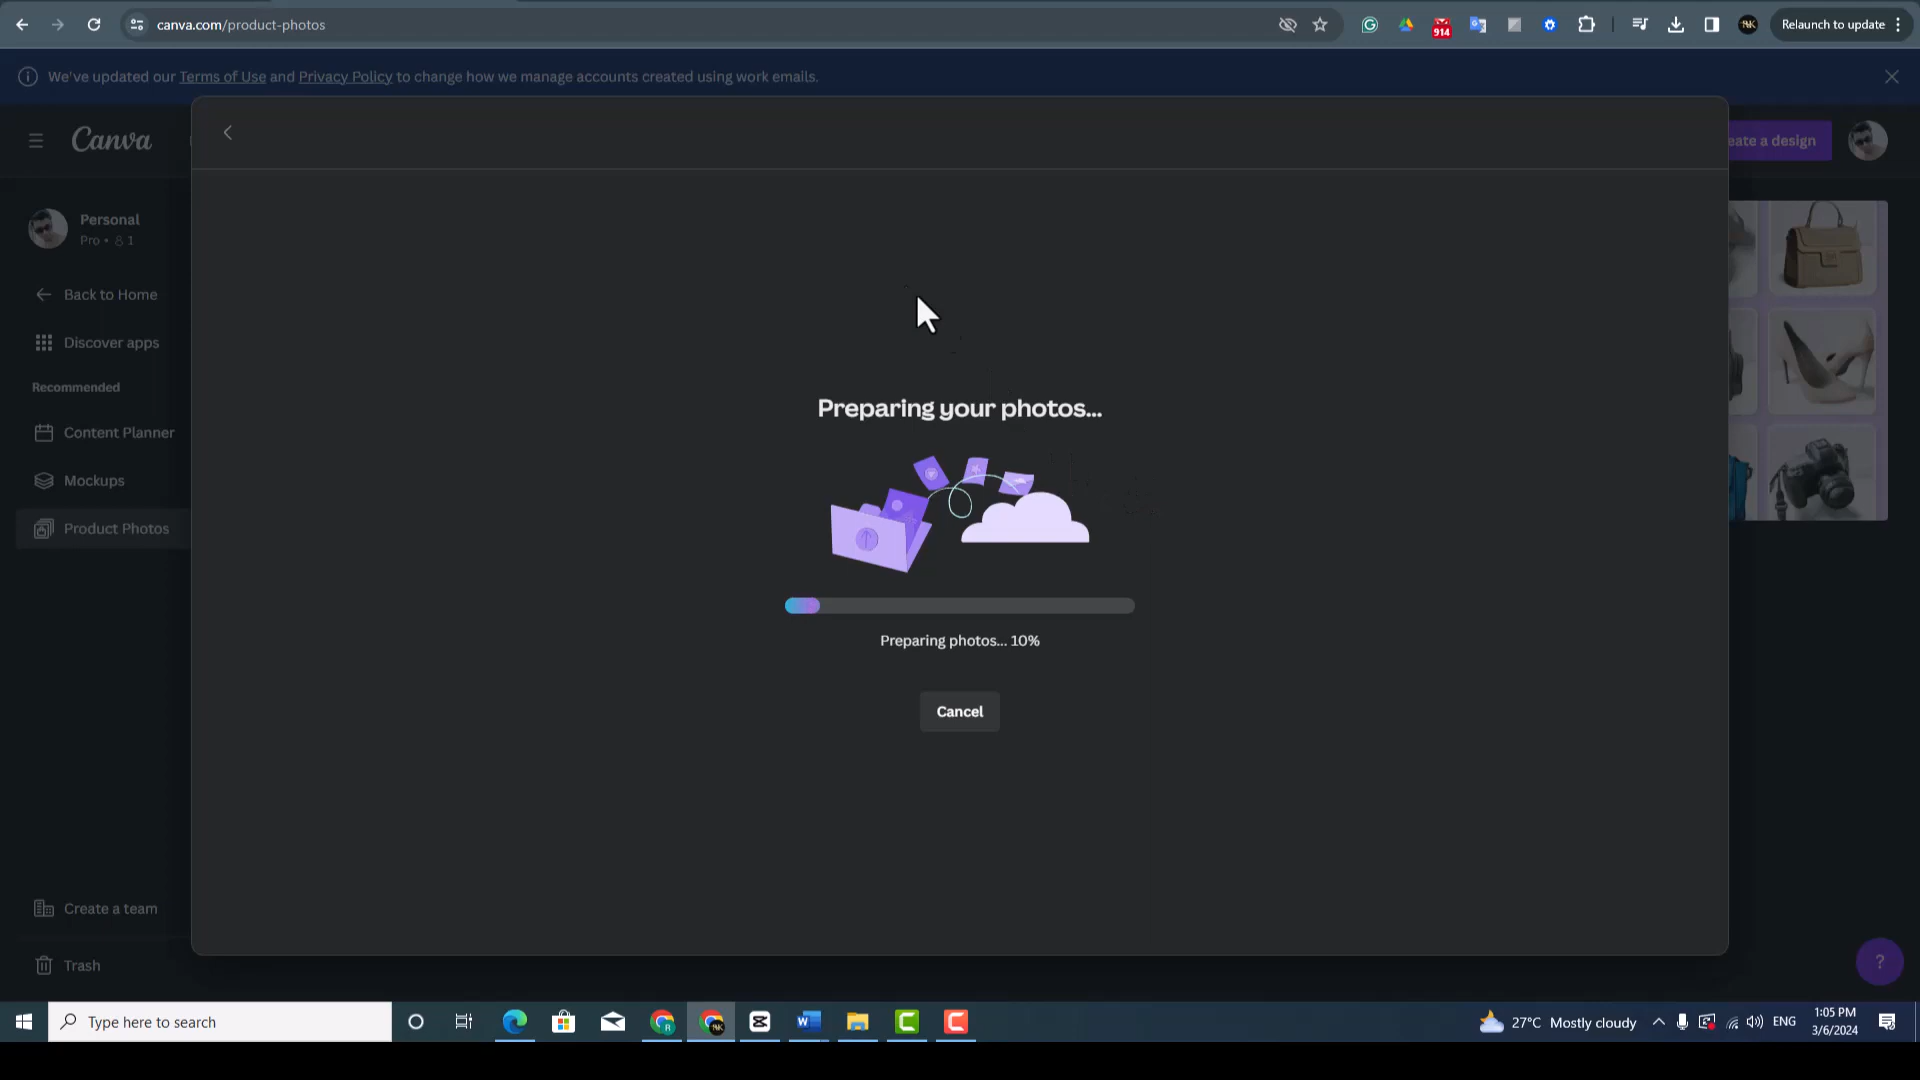 canva.com/product-photos
914
Relaunch to update
We've updated our Terms of Use and Privacy Policy to change how we manage accounts created using work emails.
Canva
eate a design
Personal
Pro • 1
Back to Home
Discover apps
Recommended
Content Planner
Mockups
Product Photos
Preparing your photos...
Preparing photos... 10%
Cancel
Create a team
Trash
?
Type here to search
27°C Mostly cloudy
ENG
1:05 PM
3/6/2024